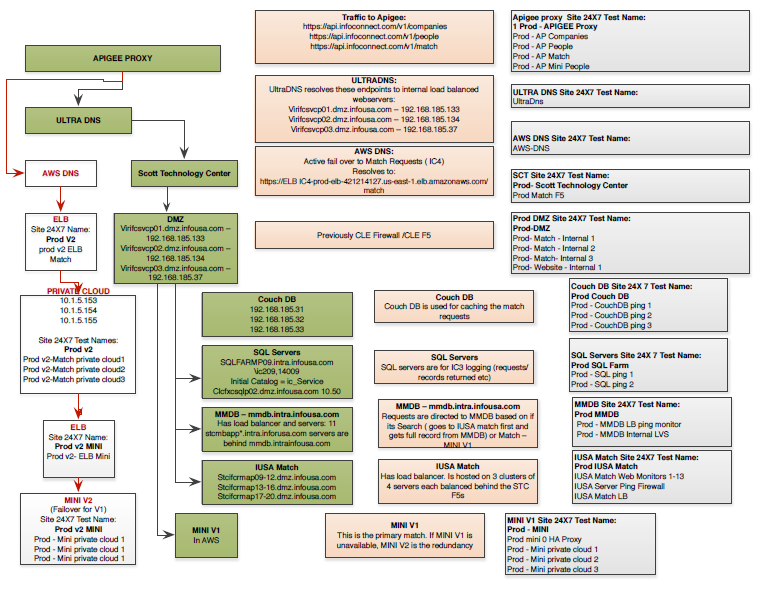 APIGEE PROXY
ULTRA DNS
AWS DNS
Scott Technology Center
ELB
Site 24X7 Name:
Prod V2
prod v2 ELB
Match
DMZ
Virifcsvcp01.dmz.infousa.com –
192.168.185.133
Virifcsvcp02.dmz.infousa.com –
192.168.185.134
Virifcsvcp03.dmz.infousa.com –
192.168.185.37
PRIVATE CLOUD
10.1.5.153
10.1.5.154
10.1.5.155
Site 24X7 Test Names:
Prod v2
Prod v2-Match private cloud1
Prod v2-Match private cloud2
Prod v2-Match private cloud3
ELB
Site 24X7 Name:
Prod v2 MINI
Prod v2- ELB Mini
MINI V2
(Failover for V1)
Site 24X7 Test Name:
Prod v2 MINI
Prod - Mini private cloud 1
Prod - Mini private cloud 1
Prod - Mini private cloud 1
Couch DB
192.168.185.31
192.168.185.32
192.168.185.33
SQL Servers
SQLFARMP09.intra.infousa.com
\ic209,14009
Initial Catalog = ic_Service
Clcfxcsqlp02.dmz.infousa.com 10.50
MMDB – mmdb.intra.infousa.com
Has load balancer and servers: 11
stcmbapp*.intra.infousa.com servers are
behind mmdb.intrainfousa.com
IUSA Match
Stciformap09-12.dmz.infousa.com
Stciformap13-16.dmz.infousa.com
Stciformap17-20.dmz.infousa.com
MINI V1
In AWS
Traffic to Apigee:
https://api.infoconnect.com/v1/companies
https://api.infoconnect.com/v1/people
https://api.infoconnect.com/v1/match
ULTRADNS:
UltraDNS resolves these endpoints to internal load balanced
webservers:
Virifcsvcp01.dmz.infousa.com – 192.168.185.133
Virifcsvcp02.dmz.infousa.com – 192.168.185.134
Virifcsvcp03.dmz.infousa.com – 192.168.185.37
AWS DNS:
Active fail over to Match Requests ( IC4)
Resolves to:
https://ELB IC4-prod-elb-421214127.us-east-1.elb.amazonaws.com/
match
Previously CLE Firewall /CLE F5
Couch DB
Couch DB is used for caching the match
requests
SQL Servers
SQL servers are for IC3 logging (requests/
records returned etc)
MMDB – mmdb.intra.infousa.com
Requests are directed to MMDB based on if
its Search ( goes to IUSA match first and
gets full record from MMDB) or Match –
MINI V1
IUSA Match
Has load balancer. Is hosted on 3 clusters of
4 servers each balanced behind the STC
F5s
MINI V1
This is the primary match. If MINI V1 is
unavailable, MINI V2 is the redundancy
Apigee proxy Site 24X7 Test Name:
1 Prod - APIGEE Proxy
Prod - AP Companies
Prod - AP People
Prod - AP Match
Prod - AP Mini People
ULTRA DNS Site 24X7 Test Name:
UltraDns
AWS DNS Site 24X7 Test Name:
AWS-DNS
SCT Site 24X7 Test Name:
Prod- Scott Technology Center
Prod Match F5
Prod DMZ Site 24X7 Test Name:
Prod-DMZ
Prod- Match - Internal 1
Prod - Match - Internal 2
Prod - Match- Internal 3
Prod - Website - Internal 1
Couch DB Site 24X 7 Test Name:
Prod Couch DB
Prod - CouchDB ping 1
Prod - CouchDB ping 2
Prod - CouchDB ping 3
SQL Servers Site 24X 7 Test Name:
Prod SQL Farm
Prod - SQL ping 1
Prod - SQL ping 2
MMDB Site 24X7 Test Name:
Prod MMDB
Prod - MMDB LB ping monitor
Prod - MMDB Internal LVS
IUSA Match Site 24X7 Test Name:
Prod IUSA Match
IUSA Match Web Monitors 1-13
IUSA Server Ping Firewall
IUSA Match LB
MINI V1 Site 24X7 Test Name:
Prod - MINI
Prod mini 0 HA Proxy
Prod - Mini private cloud 1
Prod - Mini private cloud 2
Prod - Mini private cloud 3